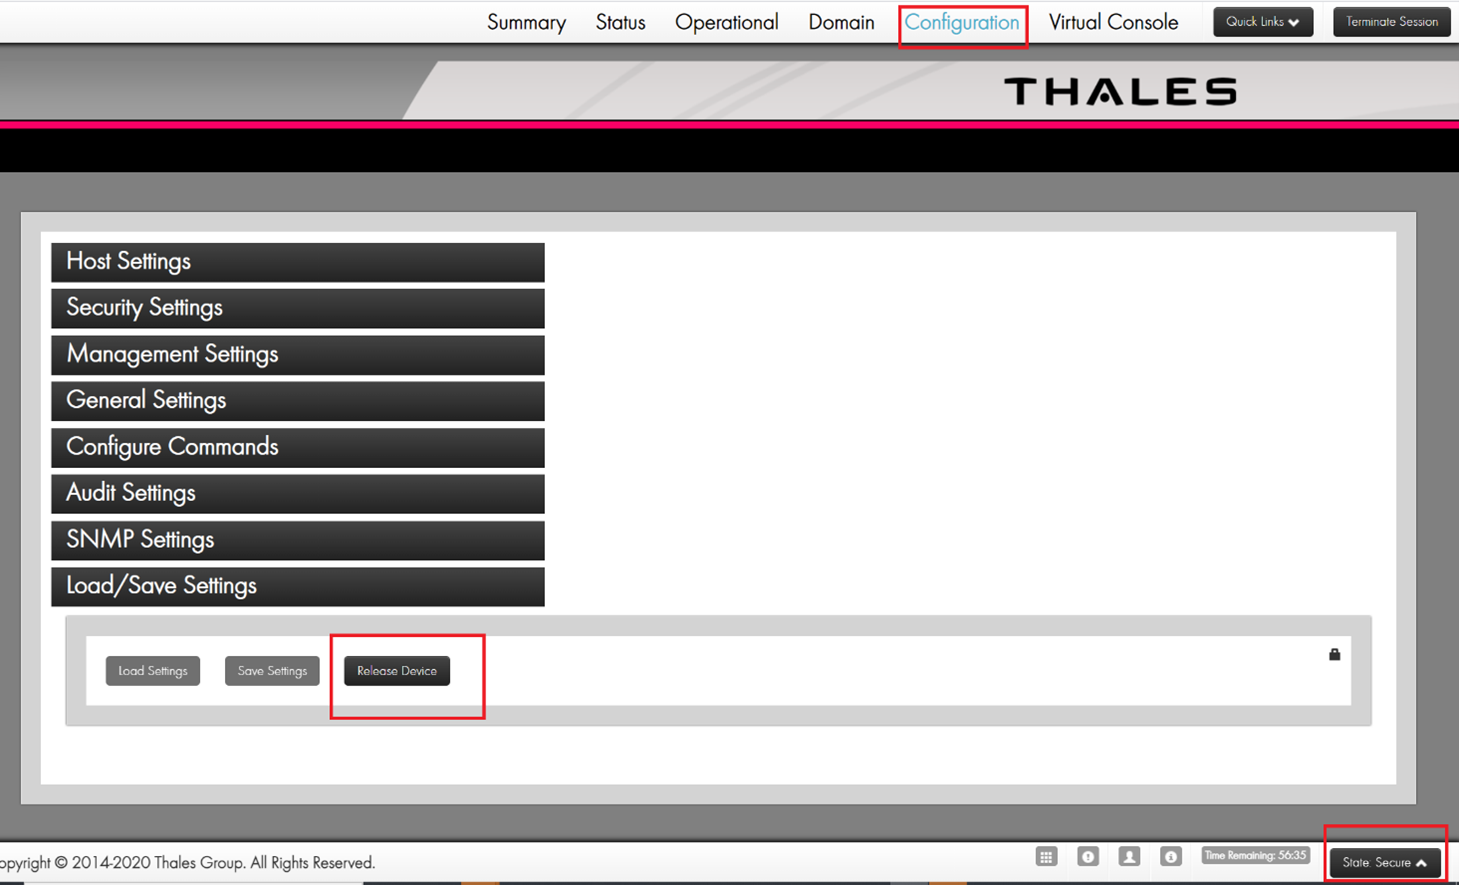 Summary Status Operational Domain Configuration Virtual Console Quick Links Terminate Session
THALES
Host Settings
Security Settings
Management Settings
General Settings
Configure Commands
Audit Settings
SNMP Settings
Load/Save Settings
Load Settings Save Settings Release Device
opyright © 2014-2020 Thales Group. All Rights Reserved. Time Remaining: 56:35 State: Secure